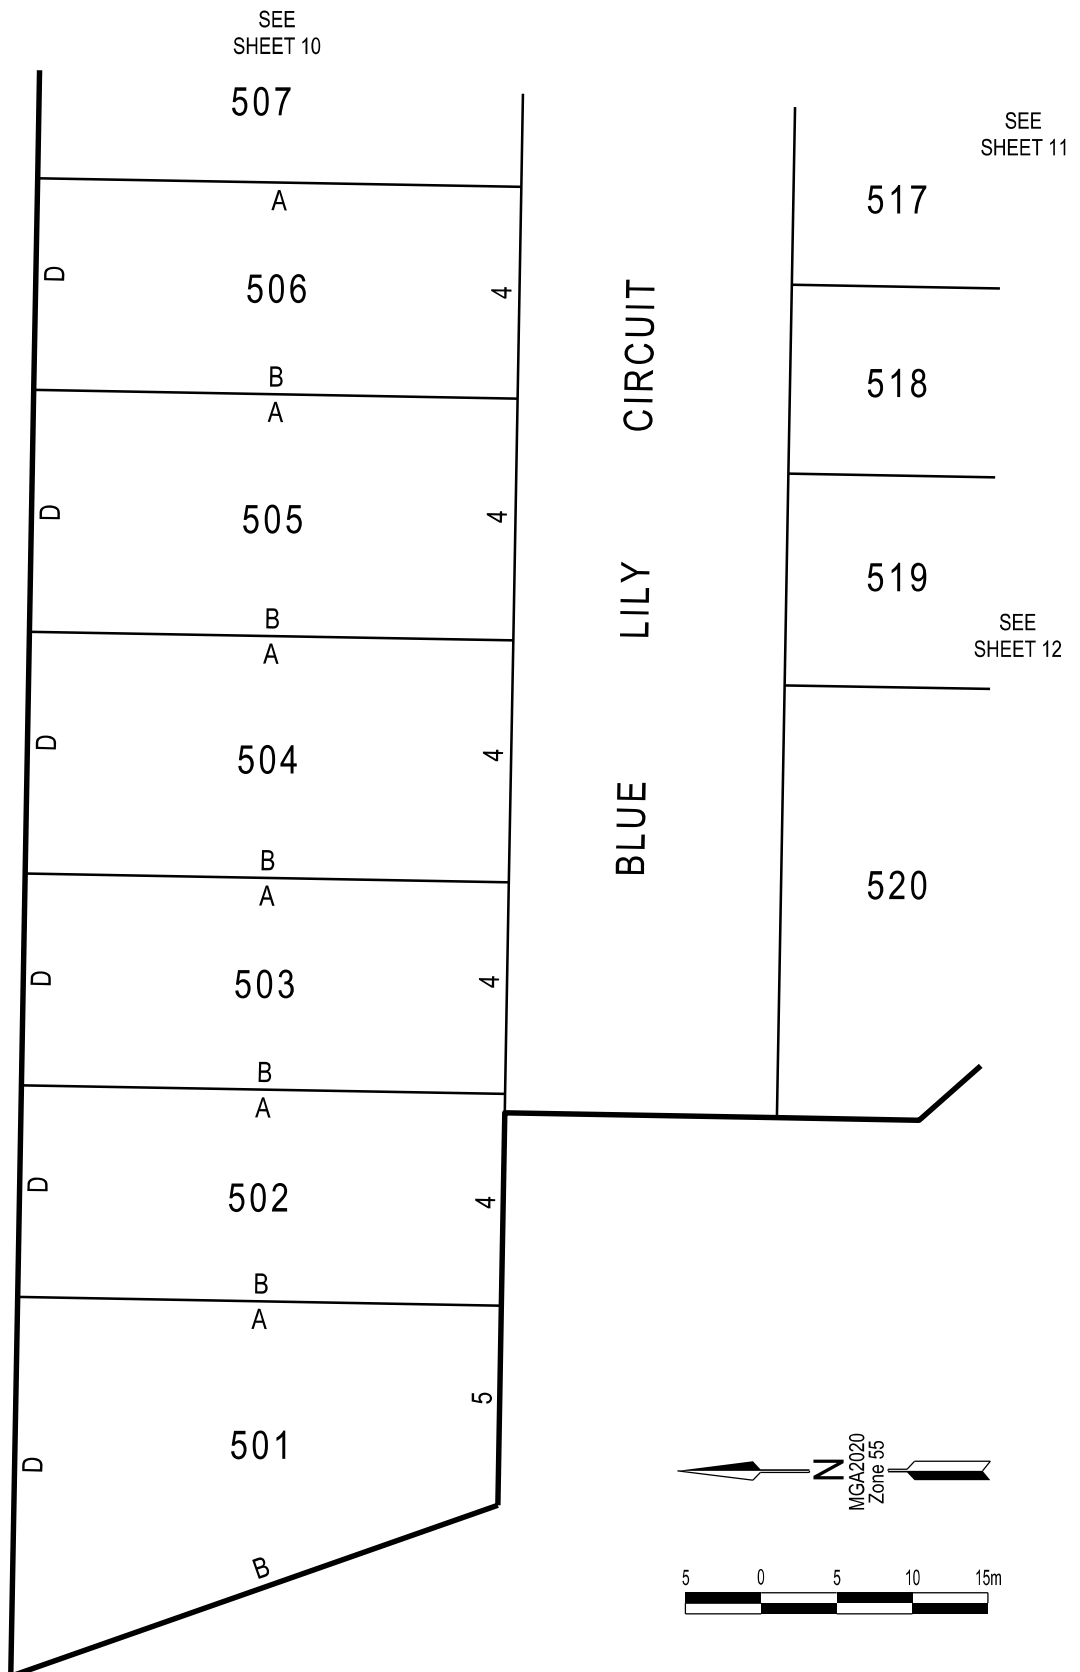 SEE
SHEET 10
507
SEE
SHEET 11
A
517
D
506
4
CIRCUIT
B
A
518
D
505
4
LILY
519
B
A
SEE
SHEET 12
D
504
4
BLUE
B
A
520
D
503
4
B
A
D
502
4
B
A
5
D
501
B
N
MGA2020
Zone 55
5 0 5 10 15m